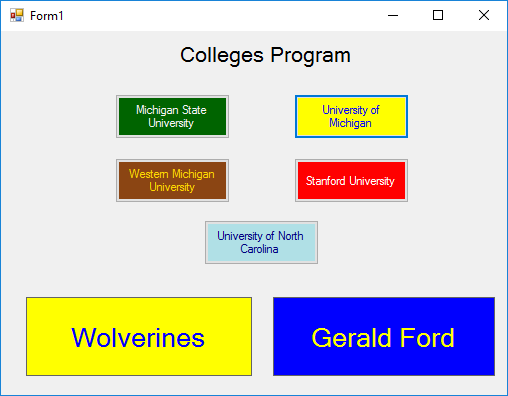 Form1
Colleges Program
Michigan State
University
University of
Michigan
Western Michigan
University
Stanford University
University of North
Carolina
Wolverines
Gerald Ford